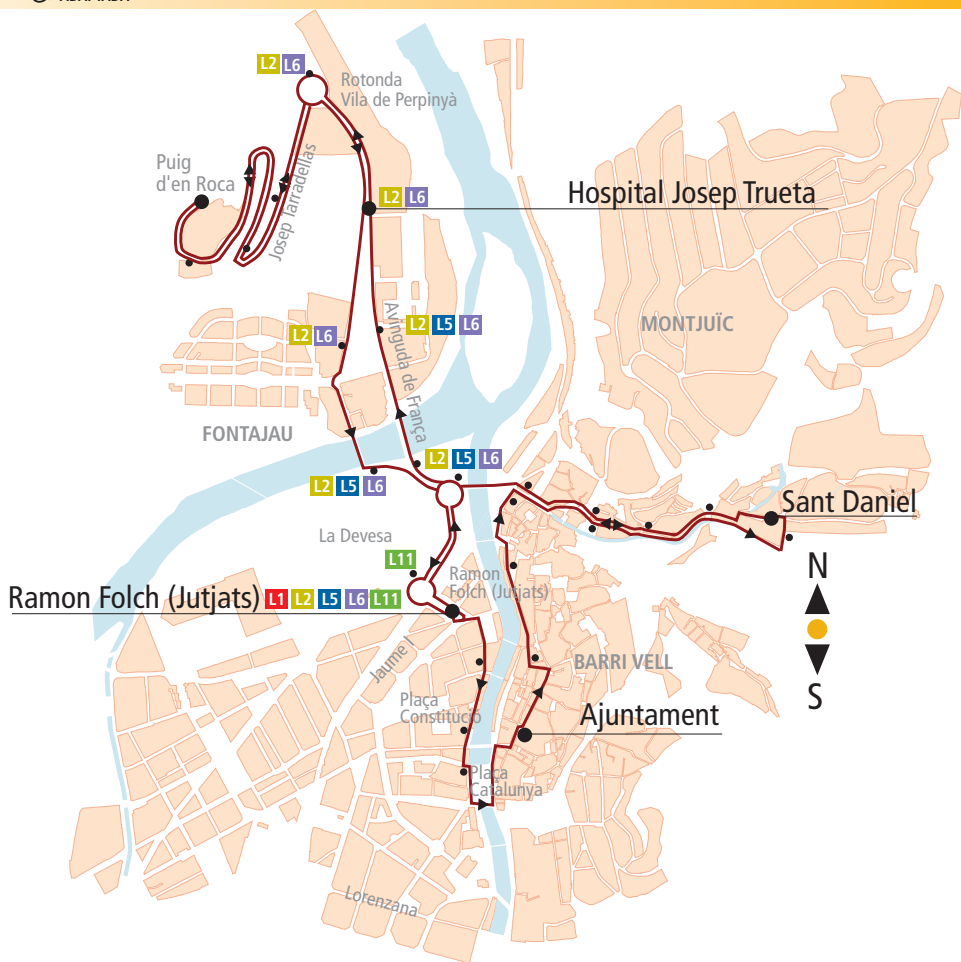 L2 L6
Rotonda
Vila de Perpinyà
Puig
d'en Roca
Josep Tarradellas
L2 L6
Hospital Josep Trueta
L2 L6
Avinguda de França
L2 L5 L6
MONTJUÏC
FONTAJAU
L2 L5 L6
L2 L5 L6
Sant Daniel
La Devesa
L11
Ramon
Folch (Jutjats)
Ramon Folch (Jutjats) L1 L2 L5 L6 L11
N
S
Jaume I
BARRI VELL
Plaça
Constitució
Ajuntament
Plaça
Catalunya
Lorenzana